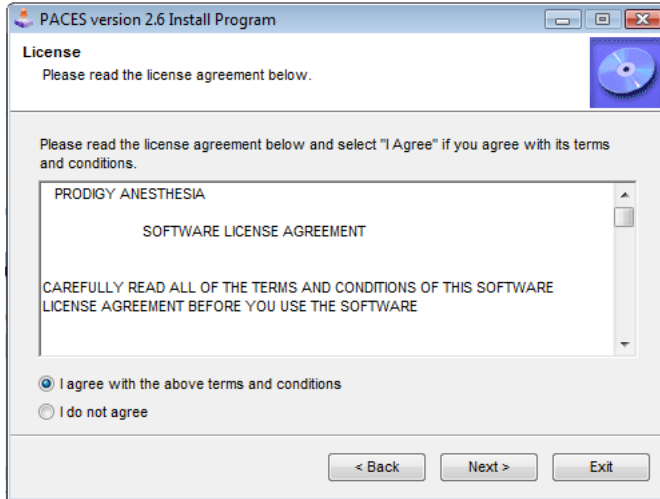 PACES version 2.6 Install Program
License
Please read the license agreement below.
Please read the license agreement below and select "I Agree" if you agree with its terms
and conditions.
PRODIGY ANESTHESIA
SOFTWARE LICENSE AGREEMENT
CAREFULLY READ ALL OF THE TERMS AND CONDITIONS OF THIS SOFTWARE
LICENSE AGREEMENT BEFORE YOU USE THE SOFTWARE
I agree with the above terms and conditions
I do not agree
< Back Next > Exit